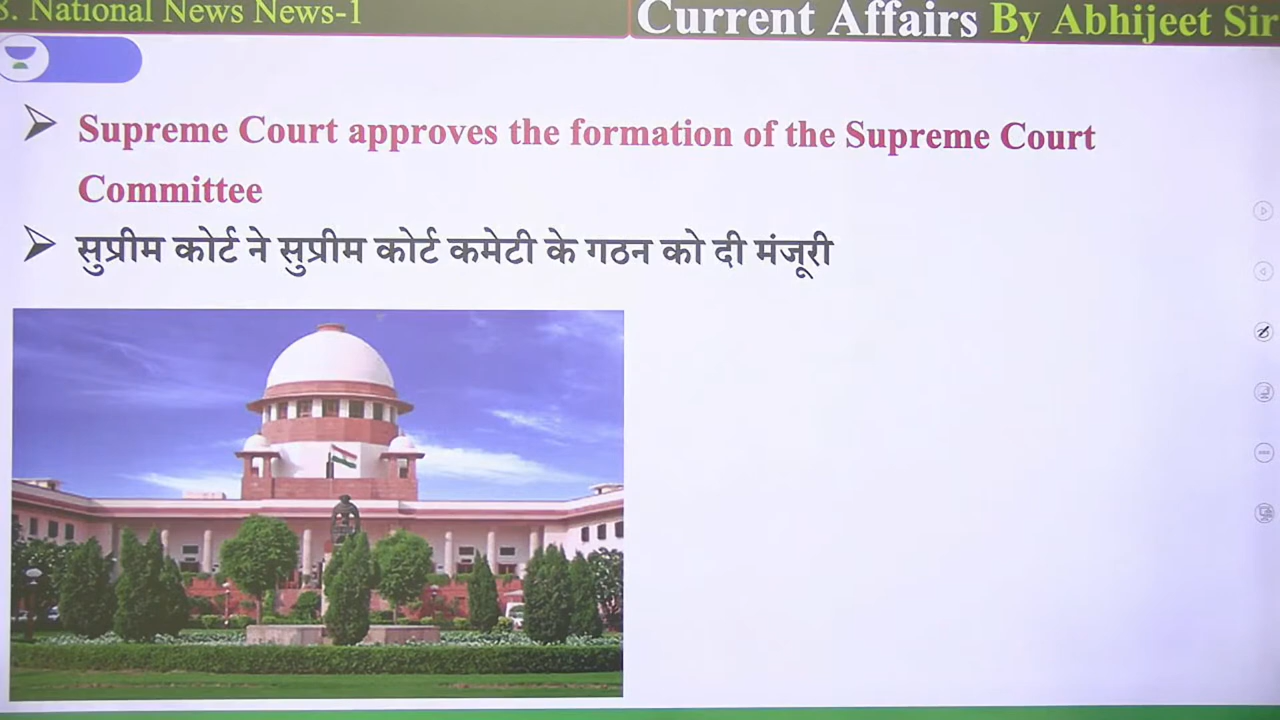 8. National News News-1
Current Affairs By Abhijeet Sir
Supreme Court approves the formation of the Supreme Court
Committee
सुप्रीम कोर्ट ने सुप्रीम कोर्ट कमेटी के गठन को दी मंजूरी